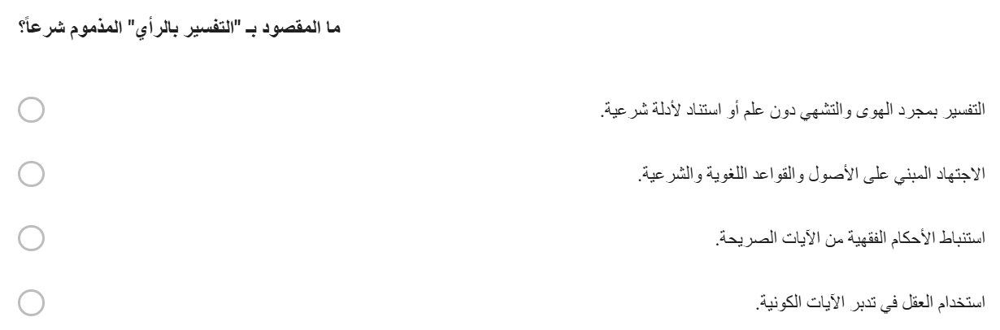 ما المقصود بـ "التفسير بالرأي" المذموم شرعاً؟
التفسير بمجرد الهوى والتشهي دون علم أو استناد لأدلة شرعية.
الاجتهاد المبني على الأصول والقواعد اللغوية والشرعية.
استنباط الأحكام الفقهية من الآيات الصريحة.
استخدام العقل في تدبر الآيات الكونية.